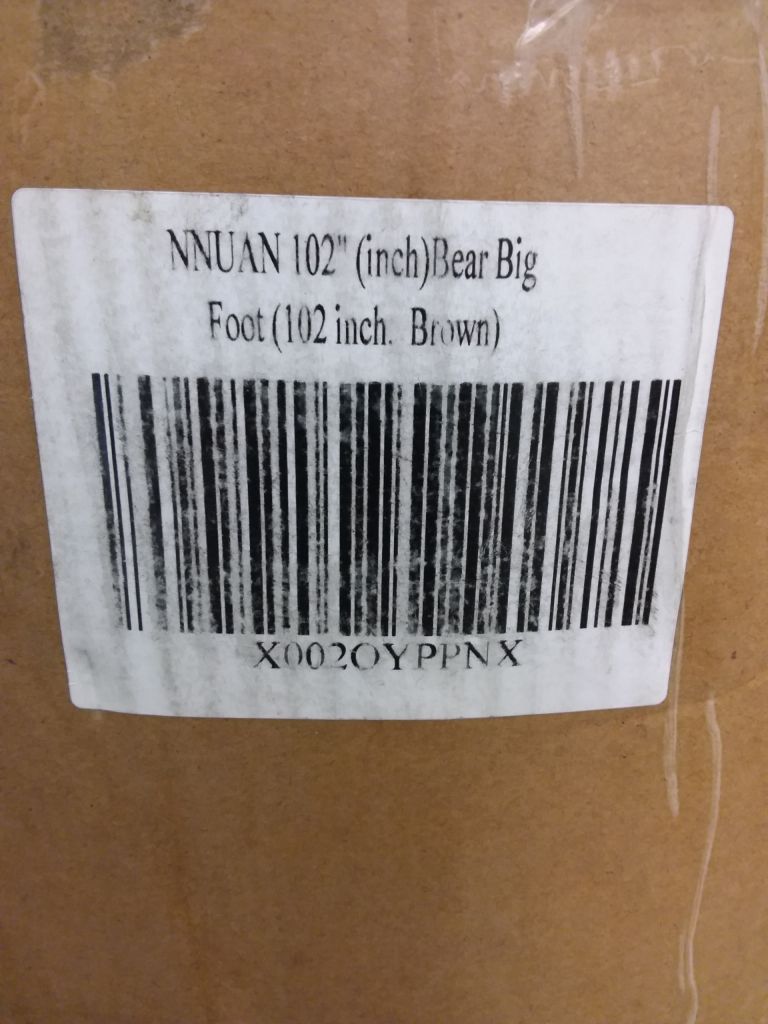 NNUAN 102" (inch)Bear Big
Foot (102 inch. Brown)
X002OYPPNX